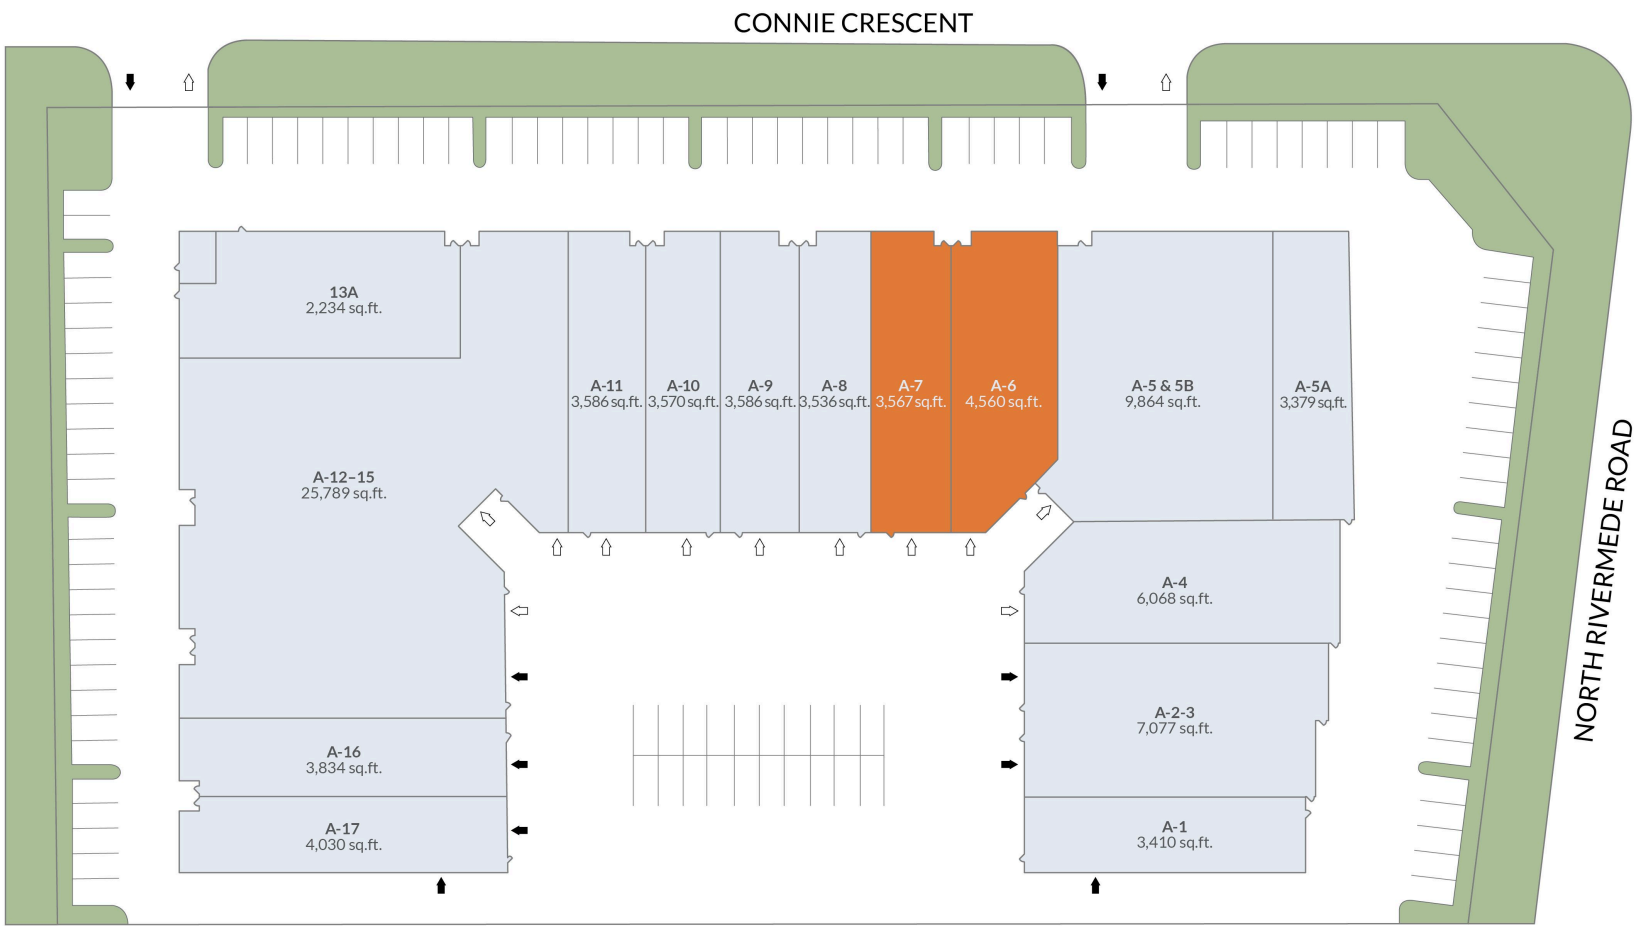 CONNIE CRESCENT
13A
2,234 sq.ft.
A-11
3,586 sq.ft.
A-10
3,570 sq.ft.
A-9
3,586 sq.ft.
A-8
3,536 sq.ft.
A-7
3,567 sq.ft.
A-6
4,560 sq.ft.
A-5 & 5B
9,864 sq.ft.
A-5A
3,379 sq.ft.
A-12–15
25,789 sq.ft.
A-4
6,068 sq.ft.
A-2-3
7,077 sq.ft.
A-16
3,834 sq.ft.
A-17
4,030 sq.ft.
A-1
3,410 sq.ft.
NORTH RIVERMEDE ROAD